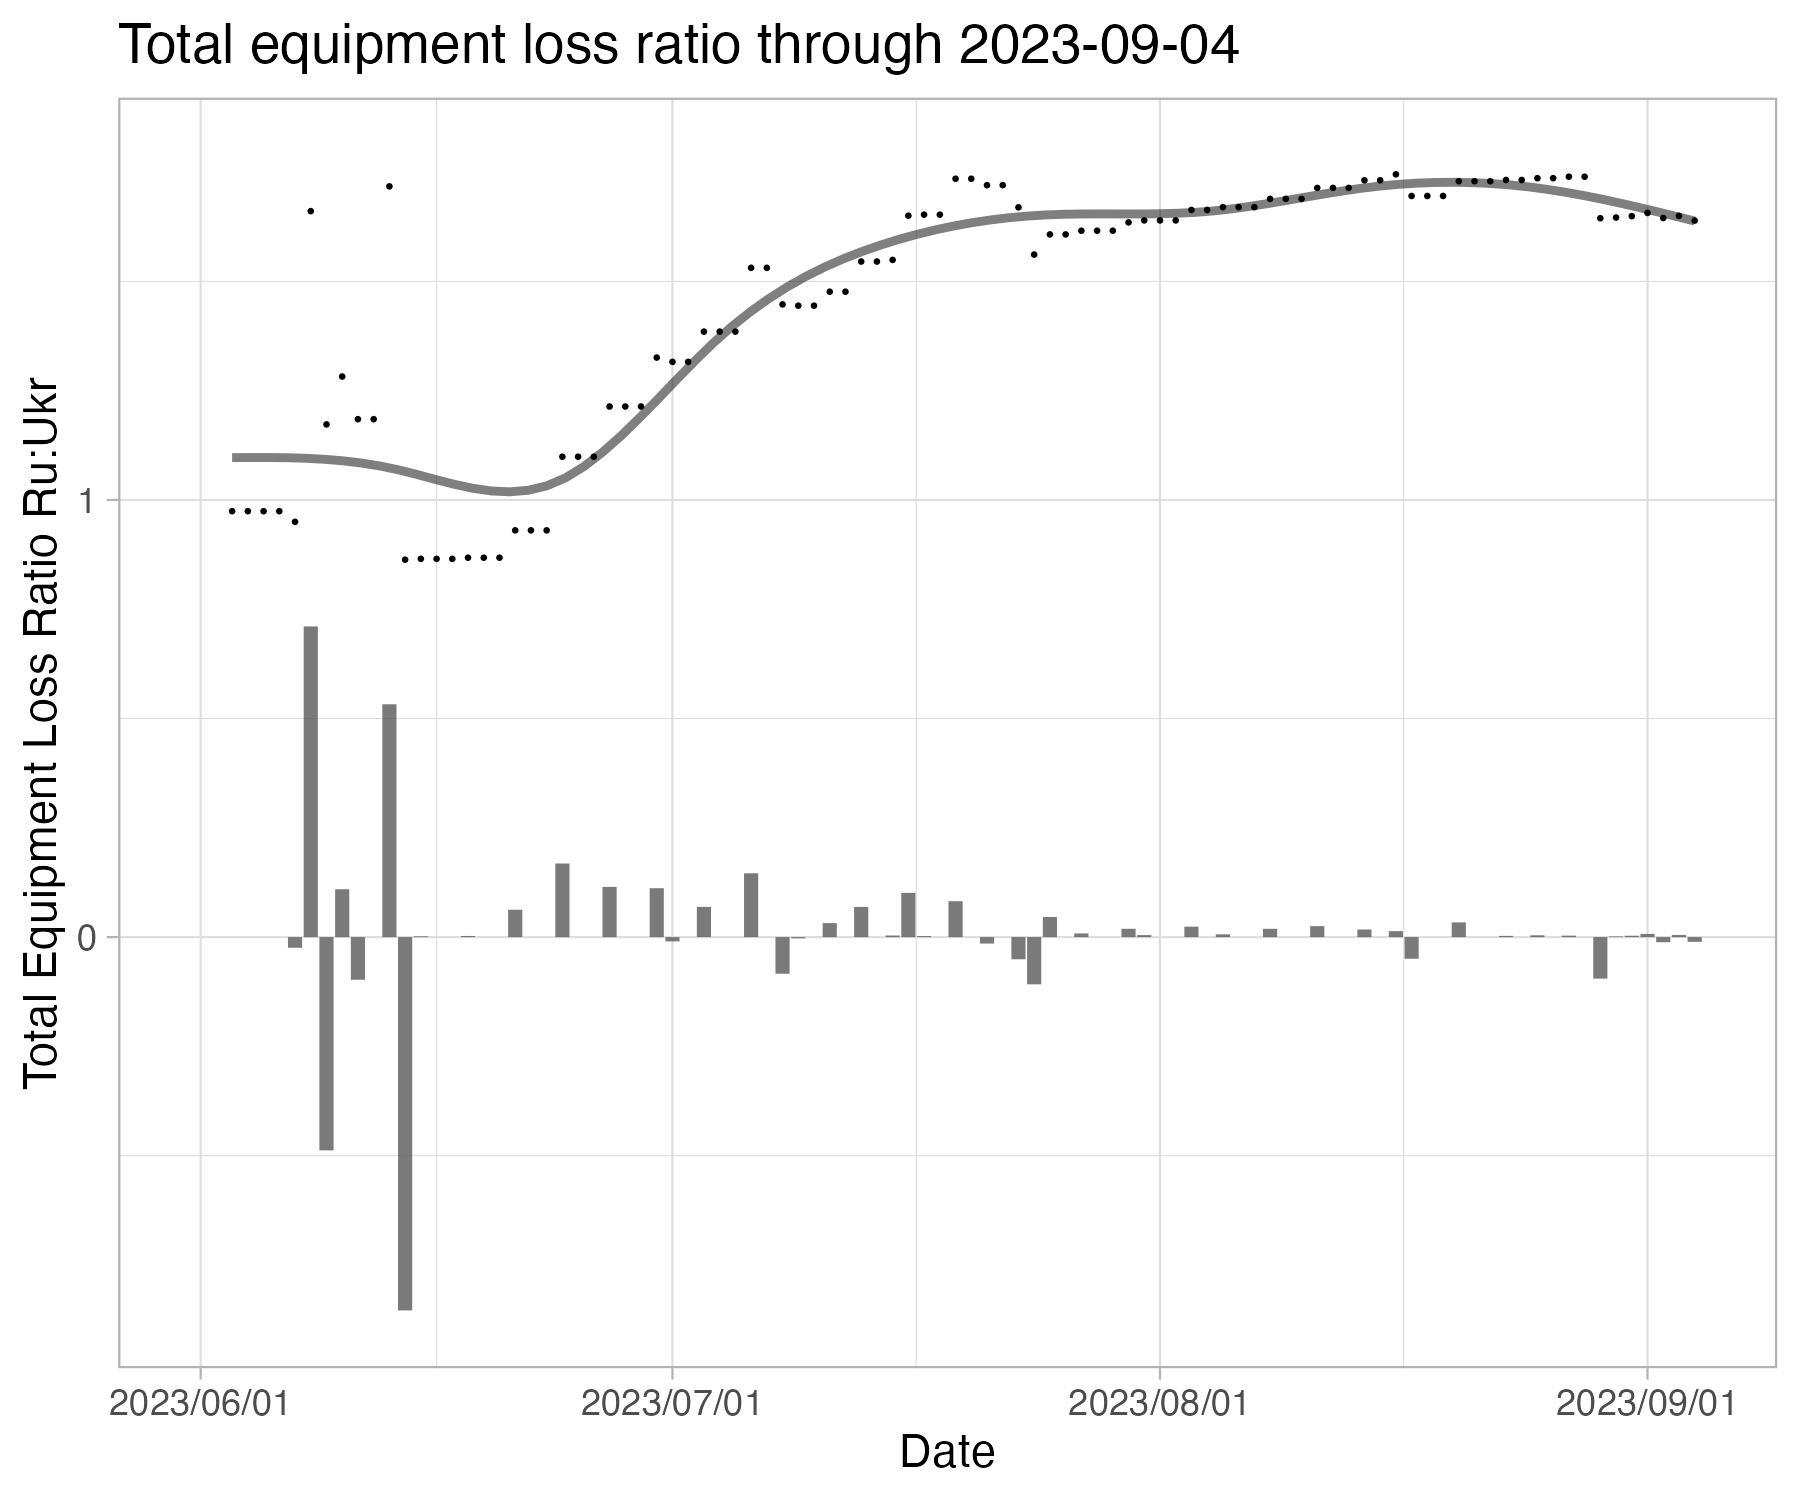 Total equipment loss ratio through 2023-09-04
Total Equipment Loss Ratio Ru:Ukr
1
0
2023/06/01
2023/07/01
2023/08/01
2023/09/01
Date